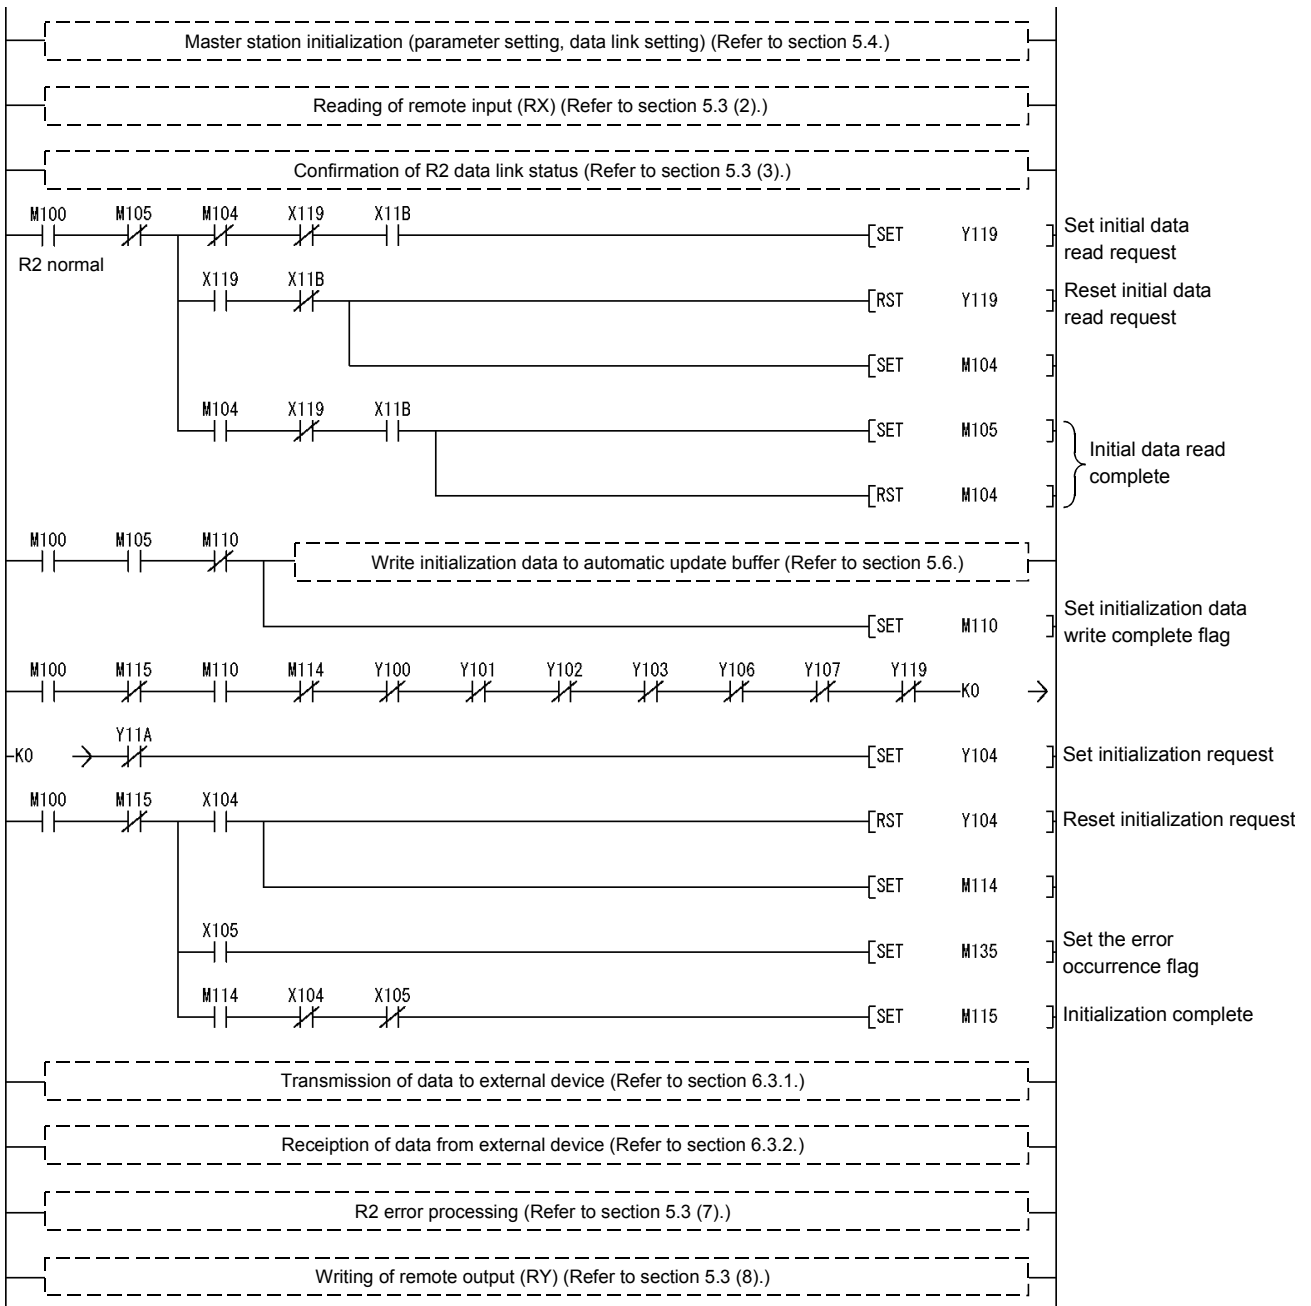 Master station initialization (parameter setting, data link setting) (Refer to section 5.4.)
Reading of remote input (RX) (Refer to section 5.3 (2).)
Confirmation of R2 data link status (Refer to section 5.3 (3).)
M100 M105 M104 X119 X11B
SET Y119
Set initial data
read request
R2 normal
X119 X11B
RST Y119
Reset initial data
read request
SET M104
M104 X119 X11B
SET M105
Initial data read
complete
RST M104
M100 M105 M110
Write initialization data to automatic update buffer (Refer to section 5.6.)
SET M110
Set initialization data
write complete flag
M100 M115 M110 M114 Y100 Y101 Y102 Y103 Y106 Y107 Y119
K0
K0
Y11A
SET Y104
Set initialization request
M100 M115 X104
RST Y104
Reset initialization request
SET M114
X105
SET M135
Set the error
occurrence flag
M114 X104 X105
SET M115
Initialization complete
Transmission of data to external device (Refer to section 6.3.1.)
Receiption of data from external device (Refer to section 6.3.2.)
R2 error processing (Refer to section 5.3 (7).)
Writing of remote output (RY) (Refer to section 5.3 (8).)